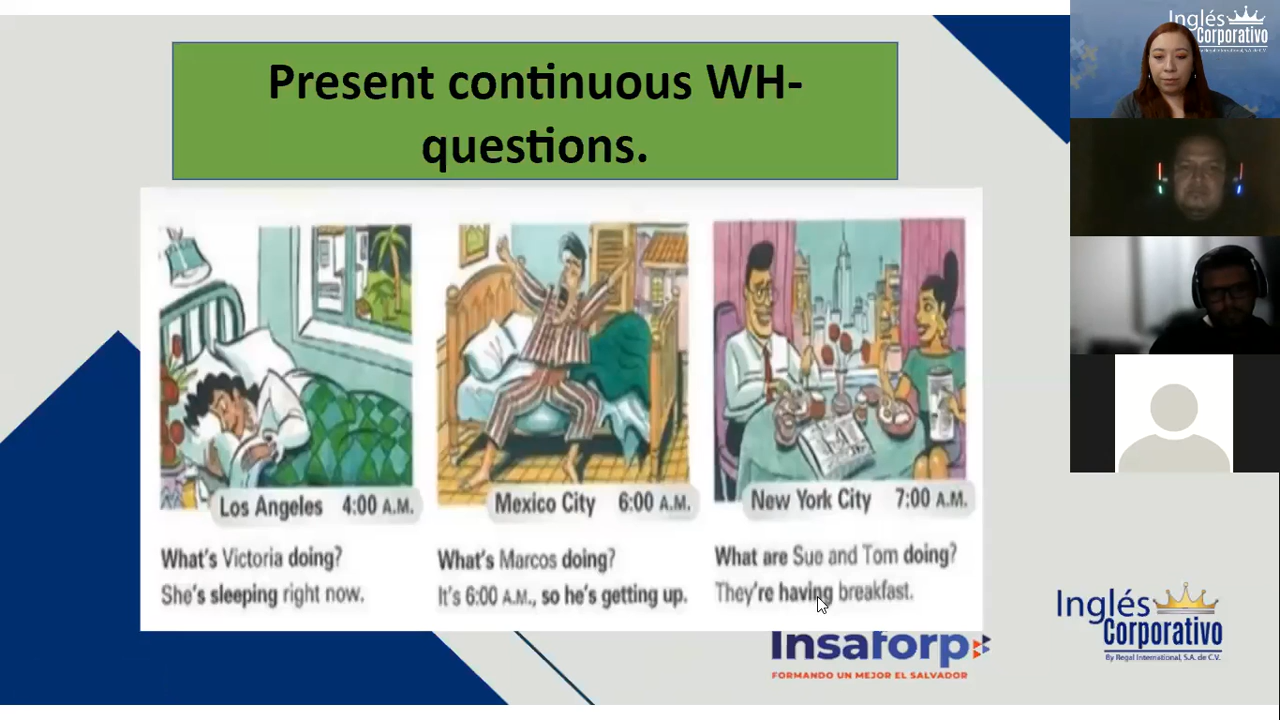 Present continuous WH-
questions.
Los Angeles 4:00 A.M.
What's Victoria doing?
She's sleeping right now.
Mexico City 6:00 A.M.
What's Marcos doing?
It's 6:00 A.M., so he's getting up.
New York City 7:00 A.M.
What are Sue and Tom doing?
They're having breakfast.
Insaforp
FORMANDO UN MEJOR EL SALVADOR
Inglés
Corporativo
By Regal International, S.A. de C.V.
Inglés
Corporativo